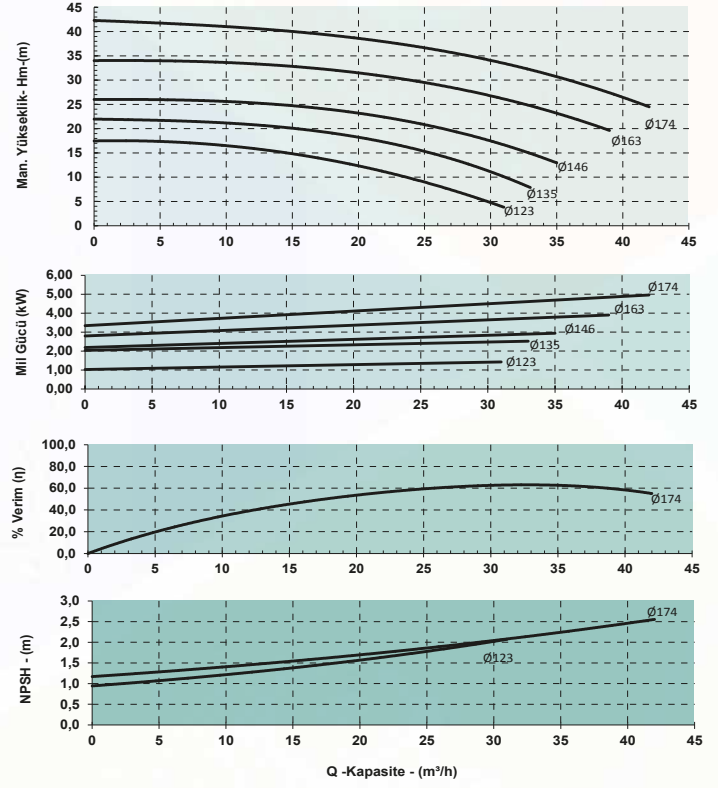 Man. Yükseklik- Hm-(m)
45
40
35
30
25
20
15
10
5
0
Ø174
Ø163
Ø146
Ø135
Ø123
0 5 10 15 20 25 30 35 40 45
Mil Gücü (kW)
6,00
5,00
4,00
3,00
2,00
1,00
0,00
Ø174
Ø163
Ø146
Ø135
Ø123
0 5 10 15 20 25 30 35 40 45
% Verim (η)
100,0
80,0
60,0
40,0
20,0
0,0
Ø174
0 5 10 15 20 25 30 35 40 45
NPSH - (m)
3,0
2,5
2,0
1,5
1,0
0,5
0,0
Ø174
Ø123
0 5 10 15 20 25 30 35 40 45
Q -Kapasite - (m³/h)